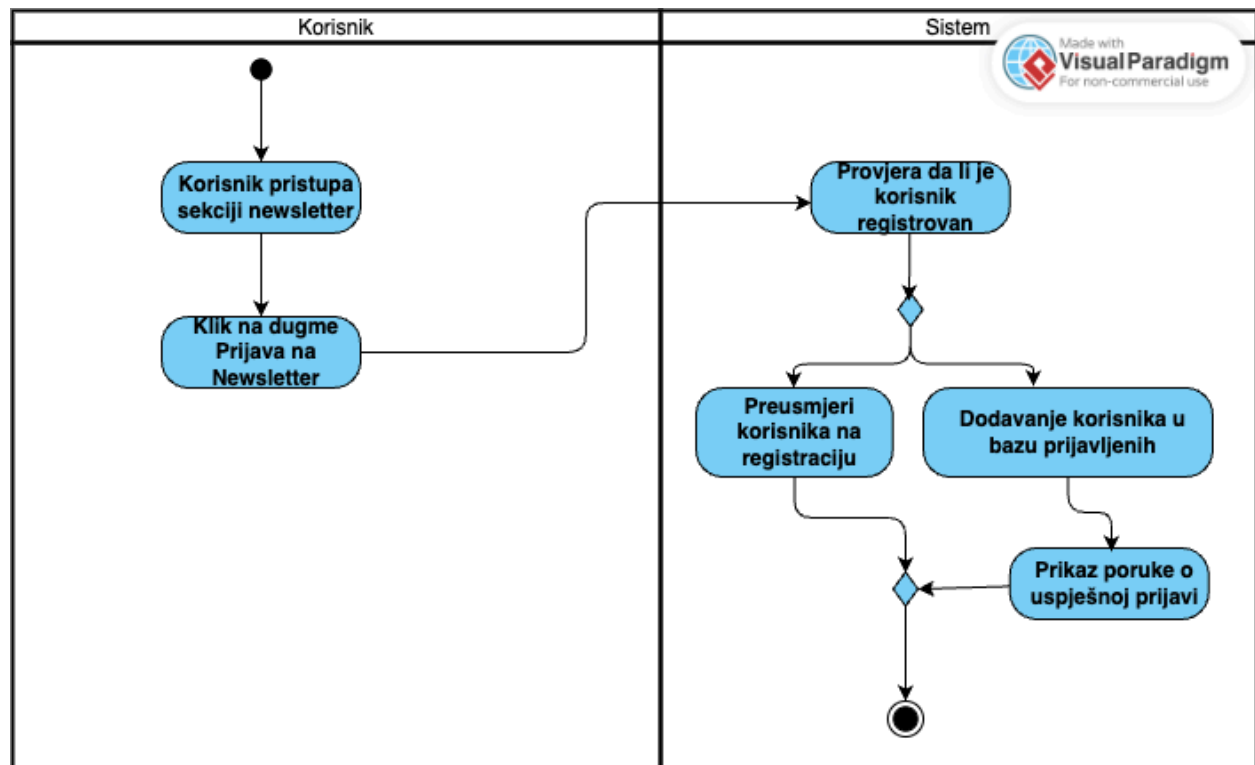 Korisnik
Sistem
Made with
Visual Paradigm
For non-commercial use
Korisnik pristupa
sekciji newsletter
Provjera da li je
korisnik
registrovan
Klik na dugme
Prijava na
Newsletter
Preusmjeri
korisnika na
registraciju
Dodavanje korisnika u
bazu prijavljenih
Prikaz poruke o
uspješnoj prijavi